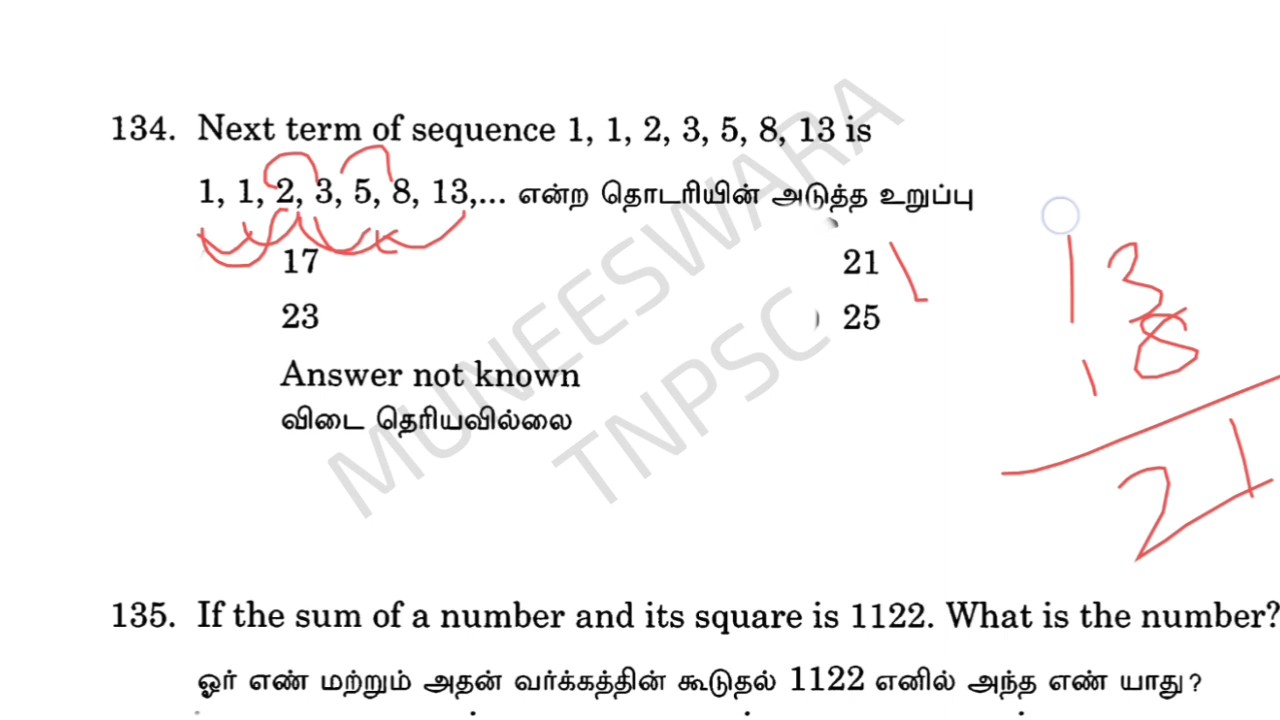 134. Next term of sequence 1, 1, 2, 3, 5, 8, 13 is
1, 1, 2, 3, 5, 8, 13,... என்ற தொடரியின் அடுத்த உறுப்பு
17 21
23 25
Answer not known
விடை தெரியவில்லை
13
8
21
MUNEESWARA
TNPSC
135. If the sum of a number and its square is 1122. What is the number?
ஓர் எண் மற்றும் அதன் வர்க்கத்தின் கூடுதல் 1122 எனில் அந்த எண் யாது?